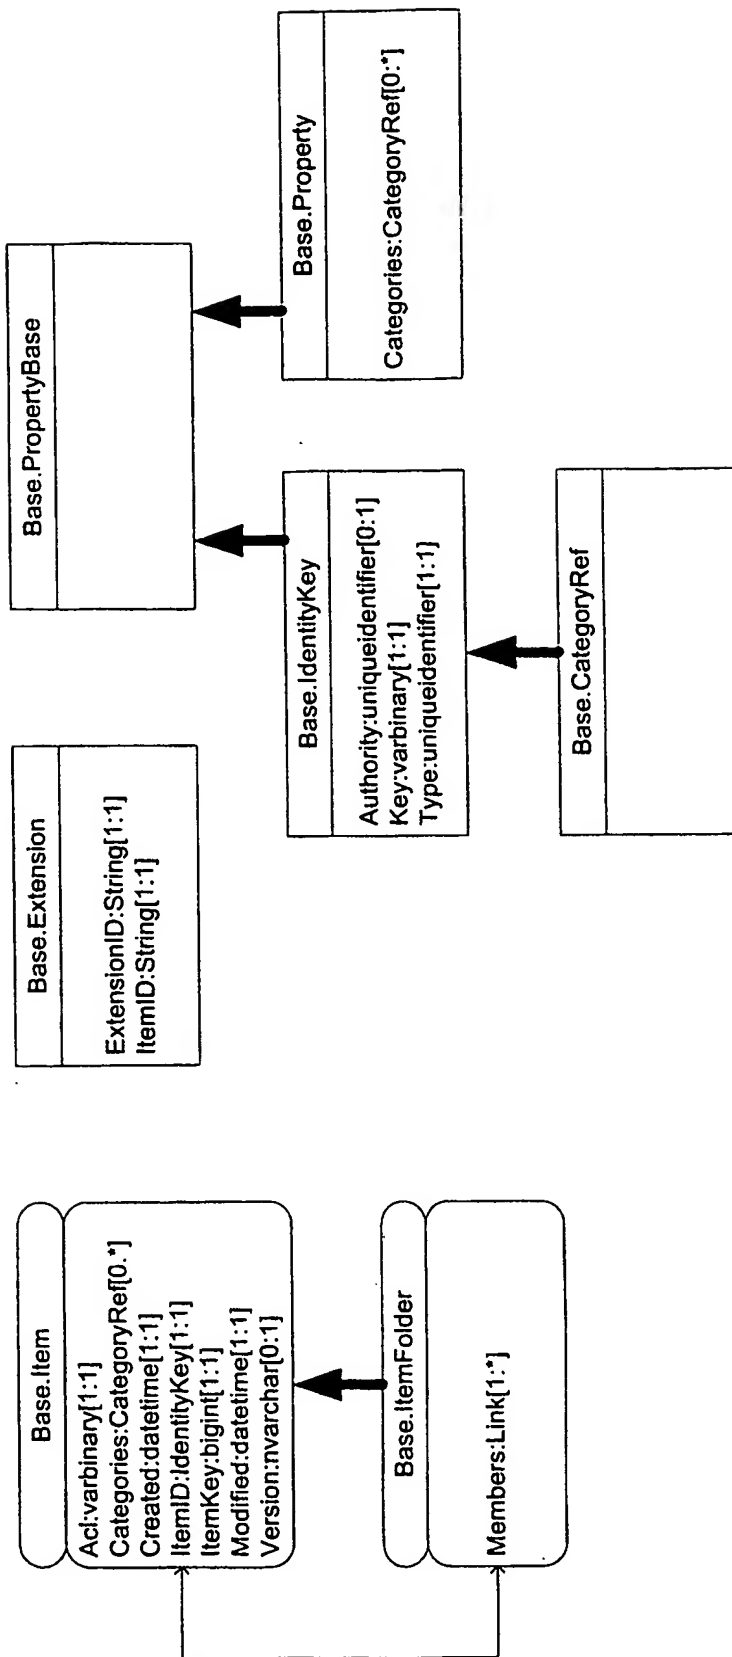 Base.Item
Acl:varbinary[1:1]
Categories:CategoryRef[0.*]
Created:datetime[1:1]
ItemID:IdentityKey[1:1]
ItemKey:bigint[1:1]
Modified:datetime[1:1]
Version:nvarchar[0:1]
Base.ItemFolder
Members:Link[1:*]
Base.Extension
ExtensionID:String[1:1]
ItemID:String[1:1]
Base.PropertyBase
Base.IdentityKey
Authority:uniqueidentifier[0:1]
Key:varbinary[1:1]
Type:uniqueidentifier[1:1]
Base.CategoryRef
Base.Property
Categories:CategoryRef[0:*]